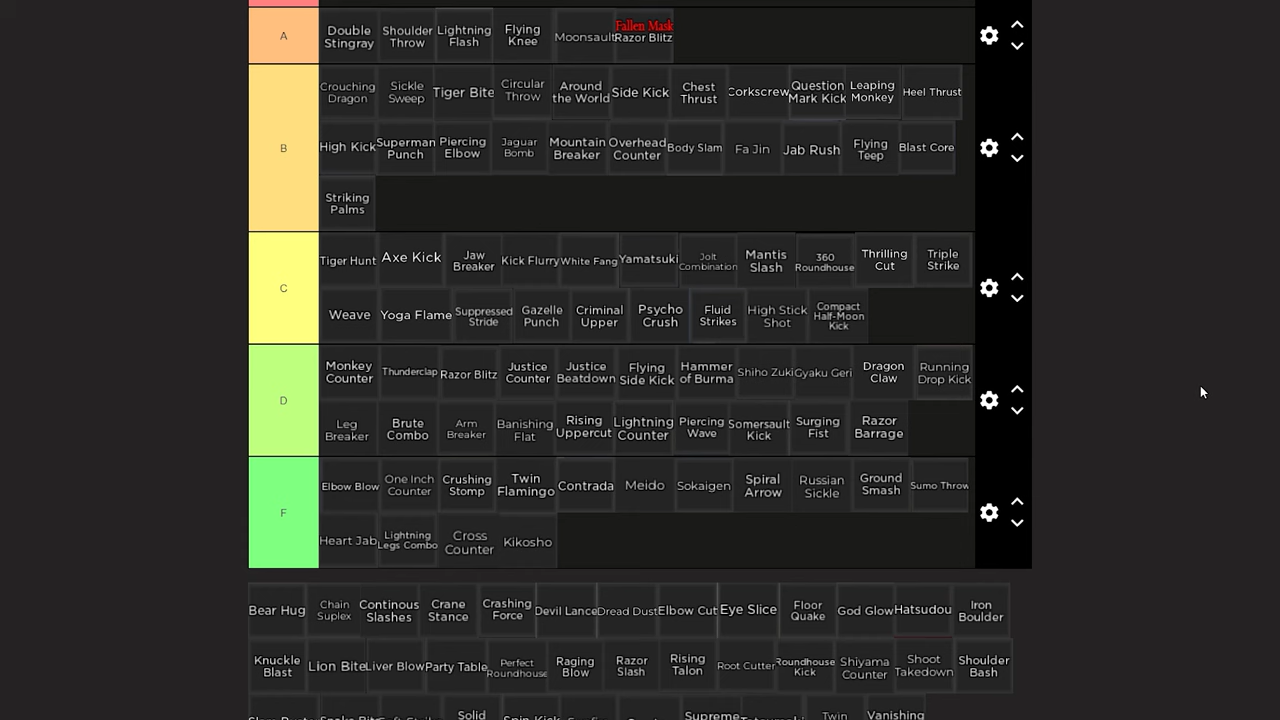 A
Double Stingray
Shoulder Throw
Lightning Flash
Flying Knee
Moonsault
Fallen Mask Razor Blitz
B
Crouching Dragon
Sickle Sweep
Tiger Bite
Circular Throw
Around the World
Side Kick
Chest Thrust
Corkscrew
Question Mark Kick
Leaping Monkey
Heel Thrust
High Kick
Superman Punch
Piercing Elbow
Jaguar Bomb
Mountain Breaker
Overhead Counter
Body Slam
Fa Jin
Jab Rush
Flying Teep
Blast Core
Striking Palms
C
Tiger Hunt
Axe Kick
Jaw Breaker
Kick Flurry
White Fang
Yamatsuki
Jolt Combination
Mantis Slash
360 Roundhouse
Thrilling Cut
Triple Strike
Weave
Yoga Flame
Suppressed Stride
Gazelle Punch
Criminal Upper
Psycho Crush
Fluid Strikes
High Stick Shot
Compact Half-Moon Kick
D
Monkey Counter
Thunderclap
Razor Blitz
Justice Counter
Justice Beatdown
Flying Side Kick
Hammer of Burma
Shiho Zuki
Gyaku Geri
Dragon Claw
Running Drop Kick
Leg Breaker
Brute Combo
Arm Breaker
Banishing Flat
Rising Uppercut
Lightning Counter
Piercing Wave
Somersault Kick
Surging Fist
Razor Barrage
F
Elbow Blow
One Inch Counter
Crushing Stomp
Twin Flamingo
Contrada
Meido
Sokaigen
Spiral Arrow
Russian Sickle
Ground Smash
Sumo Throw
Heart Jab
Lightning Legs Combo
Cross Counter
Kikosho
Bear Hug
Chain Suplex
Continous Slashes
Crane Stance
Crashing Force
Devil Lance
Dread Dust
Elbow Cut
Eye Slice
Floor Quake
God Glow
Hatsudou
Iron Boulder
Knuckle Blast
Lion Bite
Liver Blow
Party Table
Perfect Roundhouse
Raging Blow
Razor Slash
Rising Talon
Root Cutter
Roundhouse Kick
Shiyama Counter
Shoot Takedown
Shoulder Bash
Solid
Spin Kick
Supreme
Twin
Vanishing